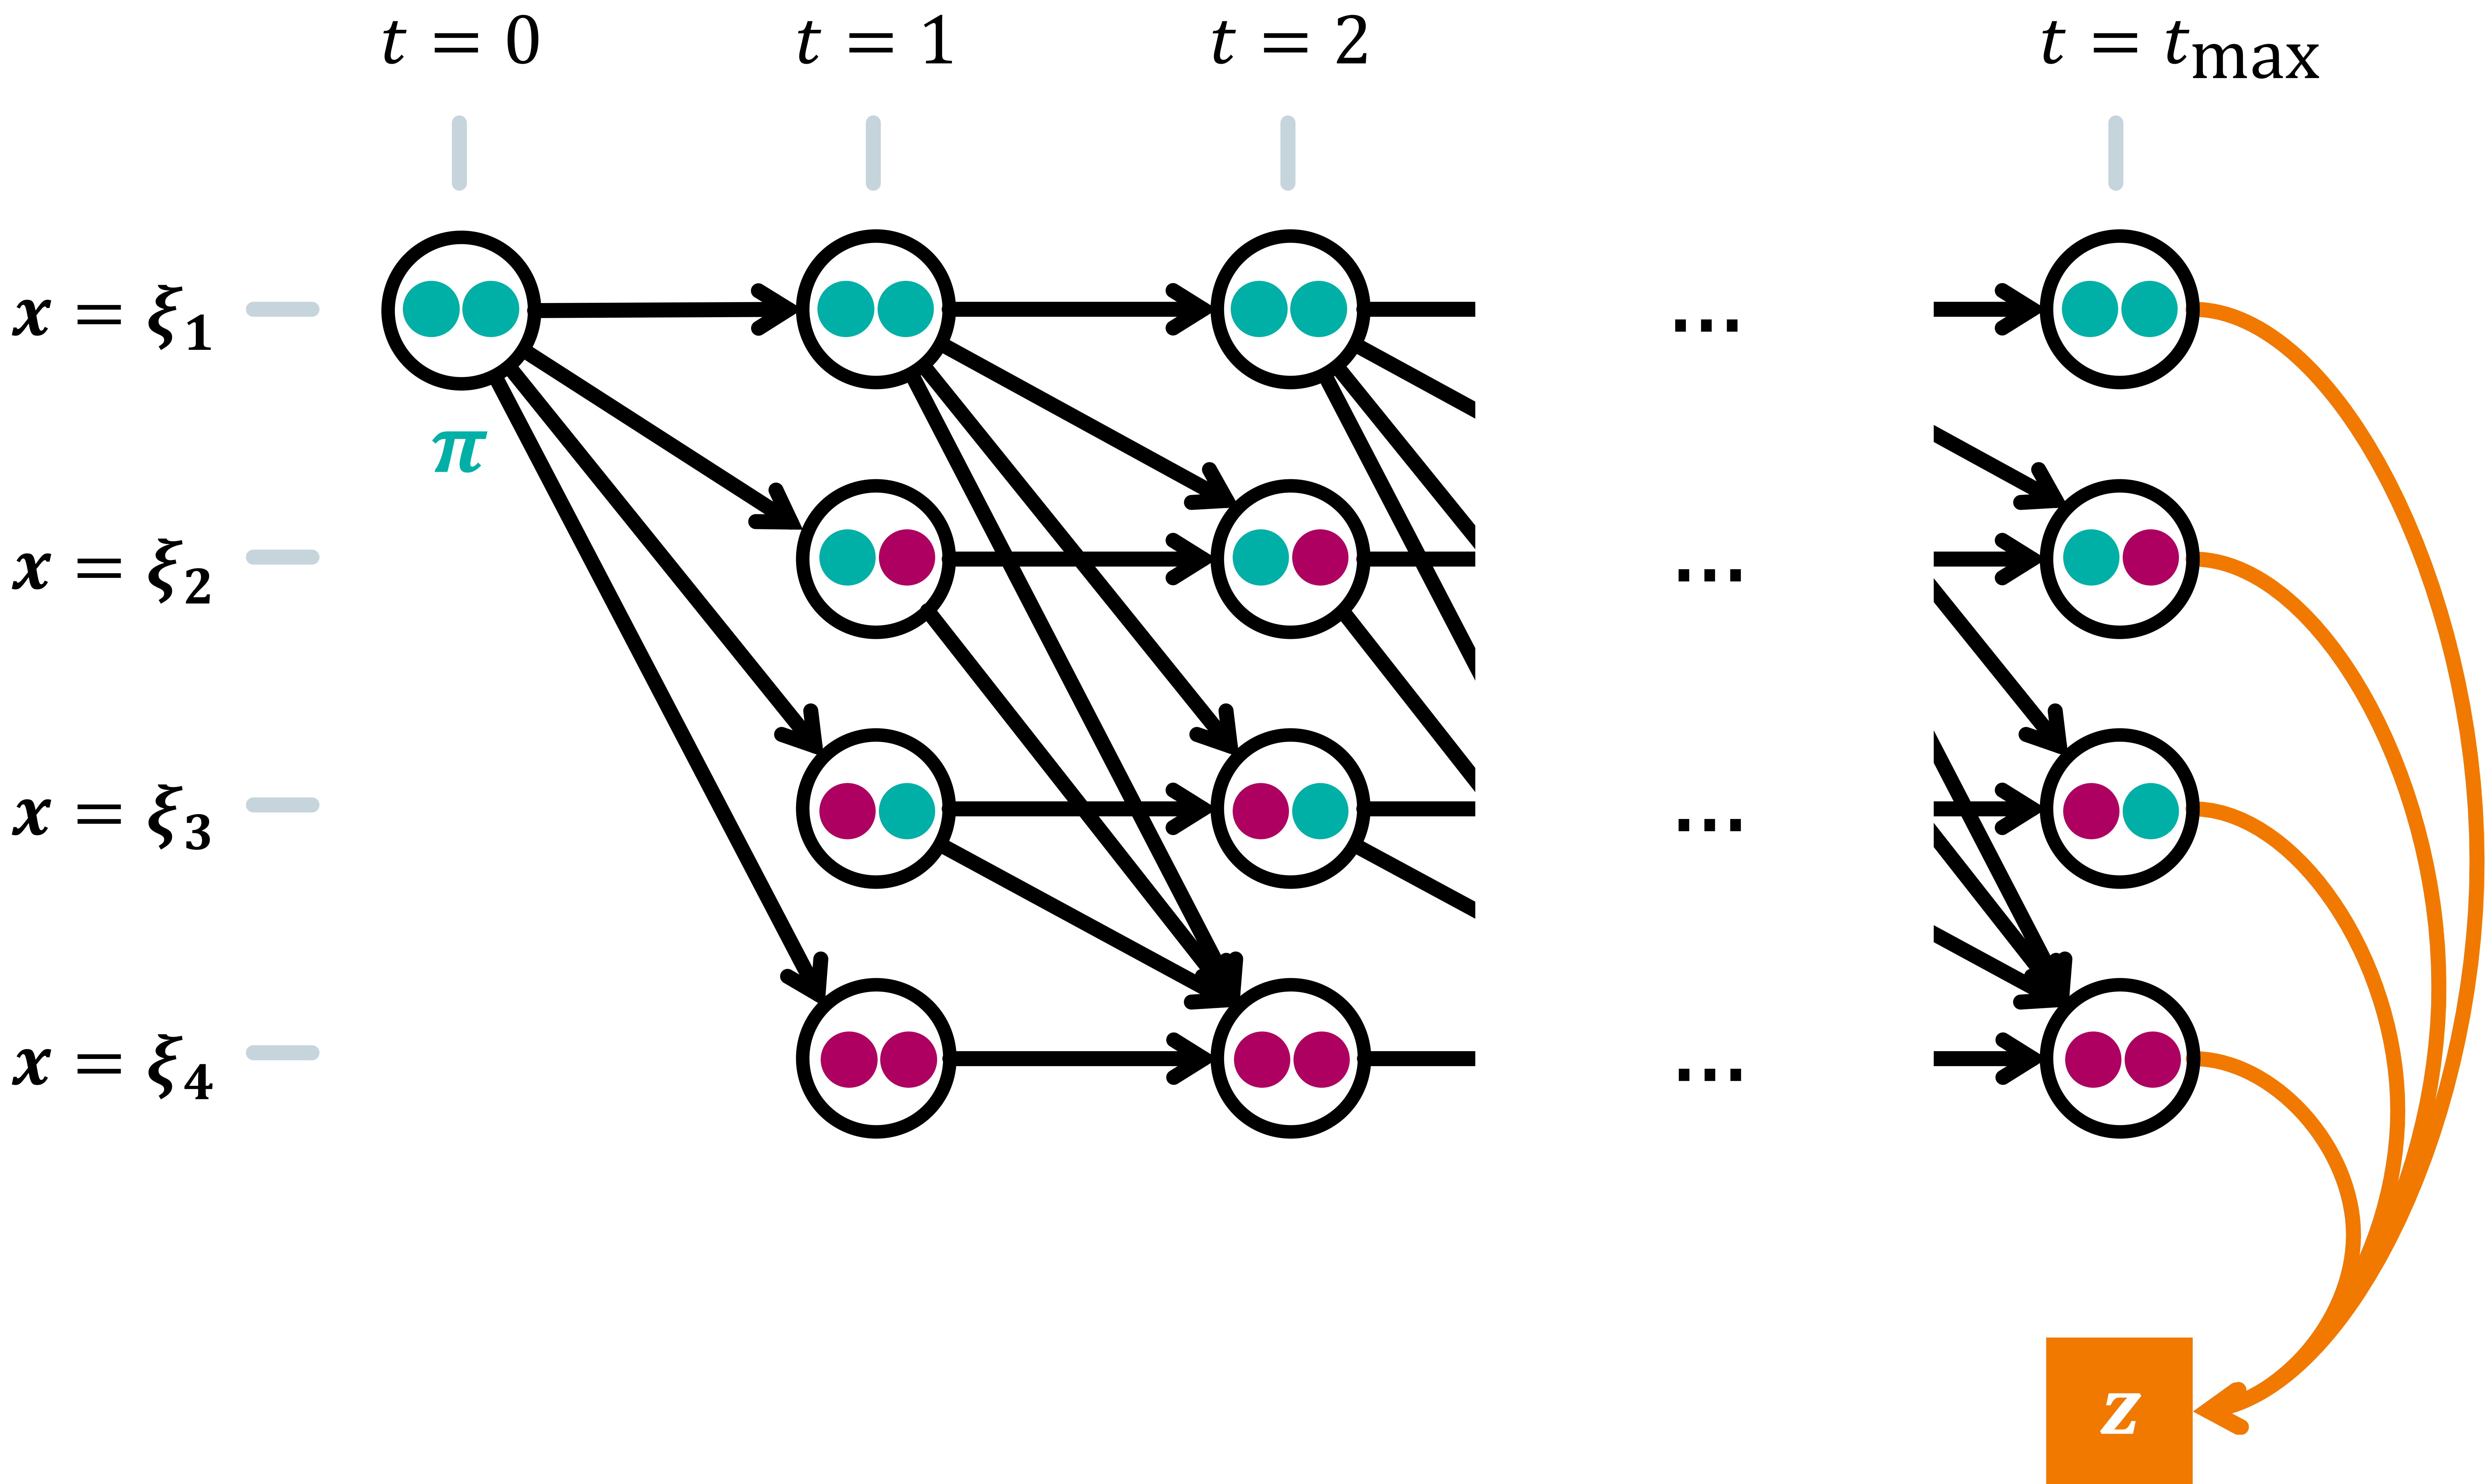 t = 0 t = 1 t = 2 t = tmax
x = ξ1 ...
π
x = ξ2 ...
x = ξ3 ...
x = ξ4 ...
z